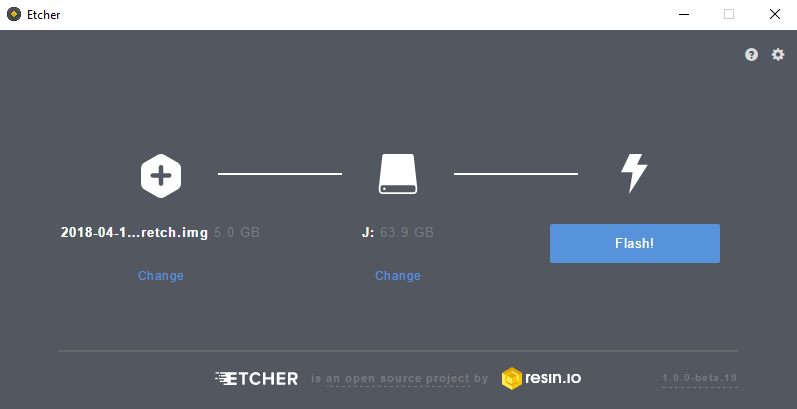 Etcher
2018-04-1...retch.img 5.0 GB
J: 63.9 GB
Flash!
Change
Change
ETCHER is an open source project by resin.io 1.0.0-beta.19